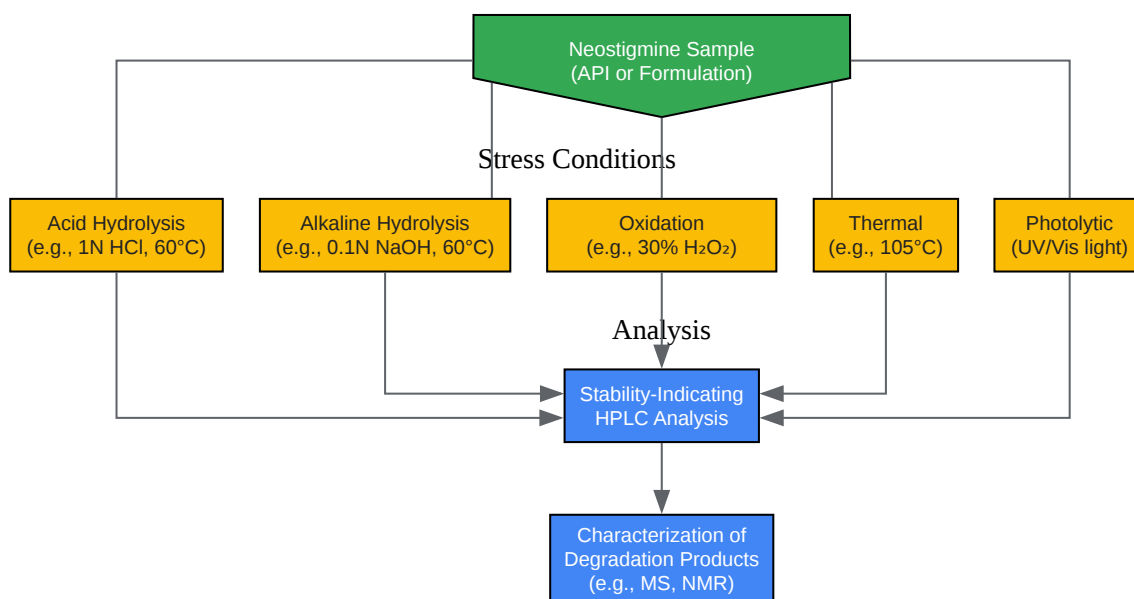 Neostigmine Sample
(API or Formulation)
Stress Conditions
Acid Hydrolysis
(e.g., 1N HCl, 60°C)
Alkaline Hydrolysis
(e.g., 0.1N NaOH, 60°C)
Oxidation
(e.g., 30% H₂O₂)
Thermal
(e.g., 105°C)
Photolytic
(UV/Vis light)
Analysis
Stability-Indicating
HPLC Analysis
Characterization of
Degradation Products
(e.g., MS, NMR)